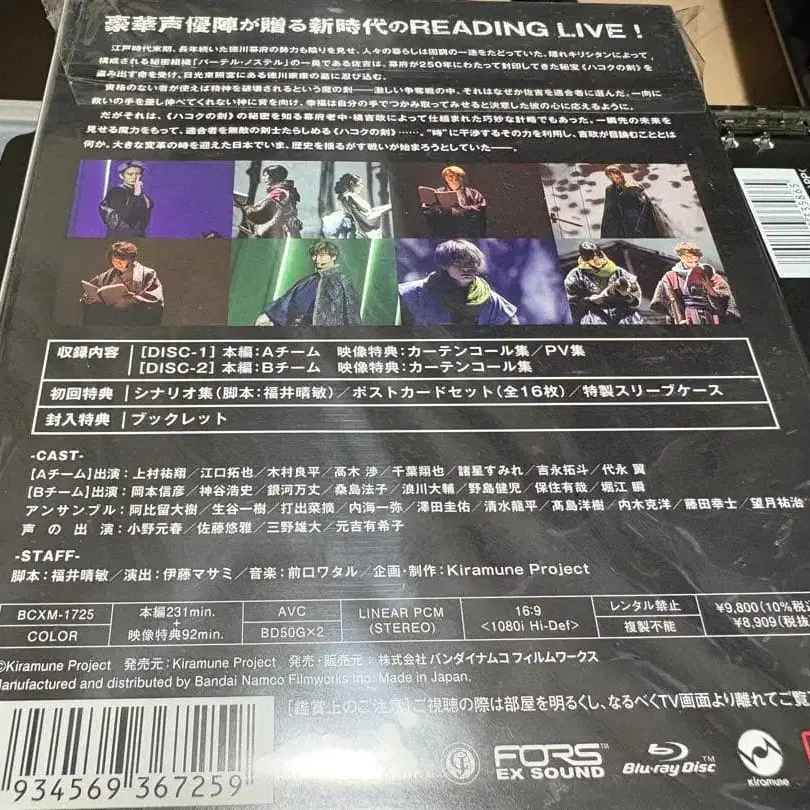 豪華声優陣が贈る新時代のREADING LIVE!
江戸時代末期、長年続いた徳川幕府の勢力も陰りを見せ、人々の暮らしは困窮の一途をたどっていた。隠れキリシタンによって
構成される秘密組織「パーテル・ノステル」の一員である佐吉は、幕府が250年にわたって封印してきた秘宝《ハコクの剣》を
盗み出す命を受け、日光東照宮にある徳川家康の墓に忍び込む。
資格のない者が使えば精神を破壊されるという魔の剣――。激しい争奪戦の中、それはなぜか佐吉を適合者に選んだ。一向に
救いの手を差し伸べてくれない神に背を向け、幸福は自分の手でつかみ取ってみせると決意した彼の心に応えるように。
だがそれは、《ハコクの剣》の秘密を知る幕府老中・橘吉政によって仕組まれた巧妙な計略でもあった。一瞬先の未来を
見せる魔力をもって、適合者を無敵の剣士たらしめる《ハコクの剣》……。"時"に干渉するその力を利用し、吉政が目論むこととは
何か。大きな変革の時を迎えた日本でいま、歴史を揺るがす戦いが始まろうとしていた――。
収録内容 [DISC-1] 本編:Aチーム 映像特典:カーテンコール集/PV集
[DISC-2] 本編:Bチーム 映像特典:カーテンコール集
初回特典 シナリオ集(脚本:福井晴敏)/ポストカードセット(全16枚)/特製スリーブケース
封入特典 ブックレット
-CAST-
[Aチーム]出演:上村祐翔/江口拓也/木村良平/高木 渉/千葉翔也/諸星すみれ/吉永拓斗/代永 翼
[Bチーム]出演:岡本信彦/神谷浩史/銀河万丈/桑島法子/浪川大輔/野島健児/保住有哉/堀江 瞬
アンサンブル:阿比留大樹/生谷一樹/打出菜摘/内海一弥/澤田圭佑/清水龍平/髙島洋樹/内木克洋/藤田幸士/望月祐治
声の出演:小野元春/佐藤悠雅/三野雄大/元吉有希子
-STAFF-
脚本:福井晴敏/演出:伊藤マサミ/音楽:前口ワタル/企画・制作:Kiramune Project
BCXM-1725 本編231min. + 映像特典92min. AVC LINEAR PCM (STEREO) 16:9 <1080i Hi-Def> レンタル禁止 ¥9,800(10%税込
COLOR BD50G×2 複製不能 ¥8,909(税抜
©Kiramune Project 発売元:Kiramune Project 発売・販売元:株式会社バンダイナムコフィルムワークス
Manufactured and distributed by Bandai Namco Filmworks Inc. Made in Japan.
[鑑賞上のご注意]ご視聴の際は部屋を明るくし、なるべくTV画面より離れてご覧
934569 367259
FORS
EX SOUND
Blu-ray Disc™
Kiramune